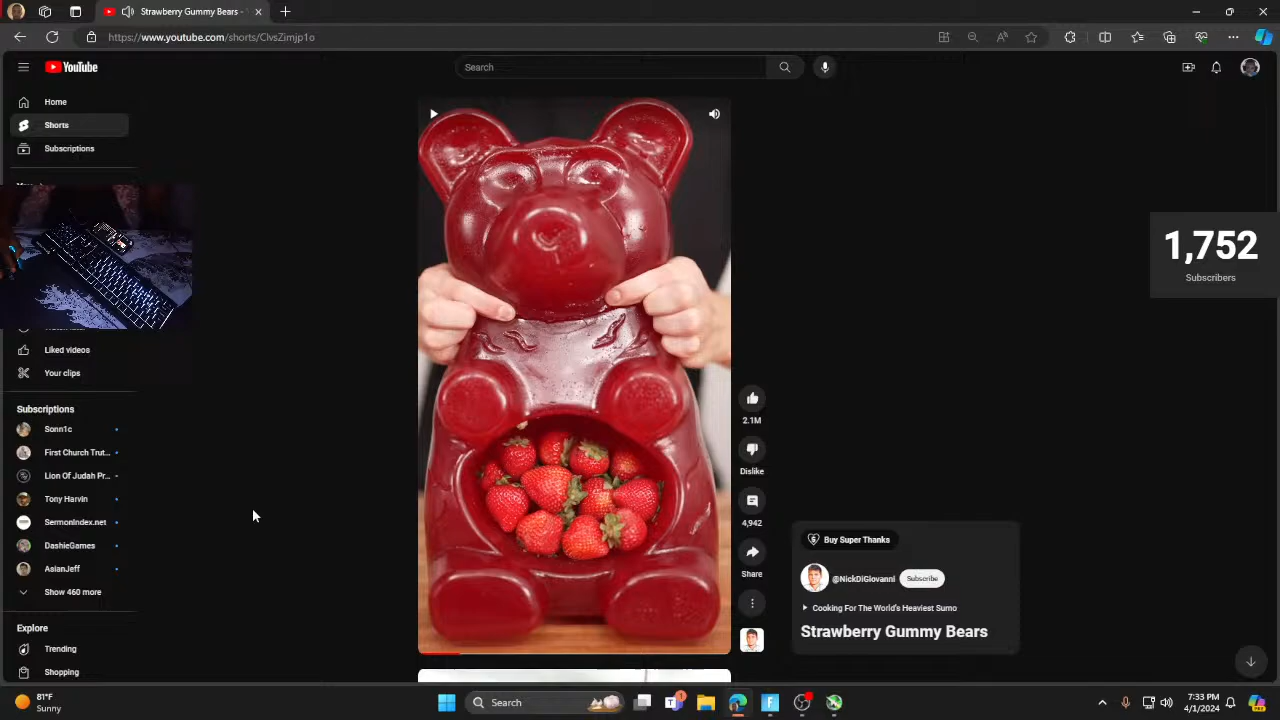 Strawberry Gummy Bears -
https://www.youtube.com/shorts/ClvsZimjp1o
YouTube
Search
Home
Shorts
Subscriptions
Liked videos
Your clips
Subscriptions
Sonn1c
First Church Trut...
Lion Of Judah Pr...
Tony Harvin
SermonIndex.net
DashieGames
AalanJeff
Show 460 more
Explore
Trending
Shopping
2.1M
Dislike
4,942
Share
Buy Super Thanks
@NickDiGiovanni Subscribe
Cooking For The World's Heaviest Sumo
Strawberry Gummy Bears
1,752
Subscribers
81°F
Sunny
Search
7:33 PM
4/1/2024